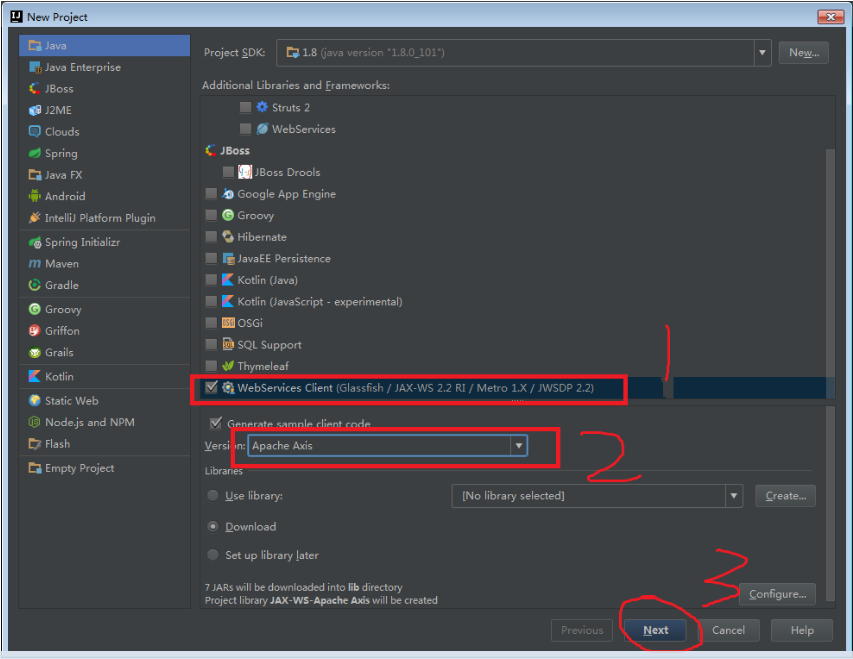 New Project
Java
Java Enterprise
JBoss
J2ME
Clouds
Spring
Java FX
Android
IntelliJ Platform Plugin
Spring Initializr
Maven
Gradle
Groovy
Griffon
Grails
Kotlin
Static Web
Node.js and NPM
Flash
Empty Project
Project SDK: 1.8 (java version "1.8.0_101") New...
Additional Libraries and Frameworks:
Struts 2
WebServices
JBoss
JBoss Drools
Google App Engine
Groovy
Hibernate
JavaEE Persistence
Kotlin (Java)
Kotlin (JavaScript - experimental)
OSGi
SQL Support
Thymeleaf
WebServices Client (Glassfish / JAX-WS 2.2 RI / Metro 1.X / JWSDP 2.2)
1
Generate sample client code
Version: Apache Axis
2
Libraries
Use library: [No library selected] Create...
Download
Set up library later
7 JARs will be downloaded into lib directory
Project library JAX-WS-Apache Axis will be created
3
Configure...
Previous Next Cancel Help